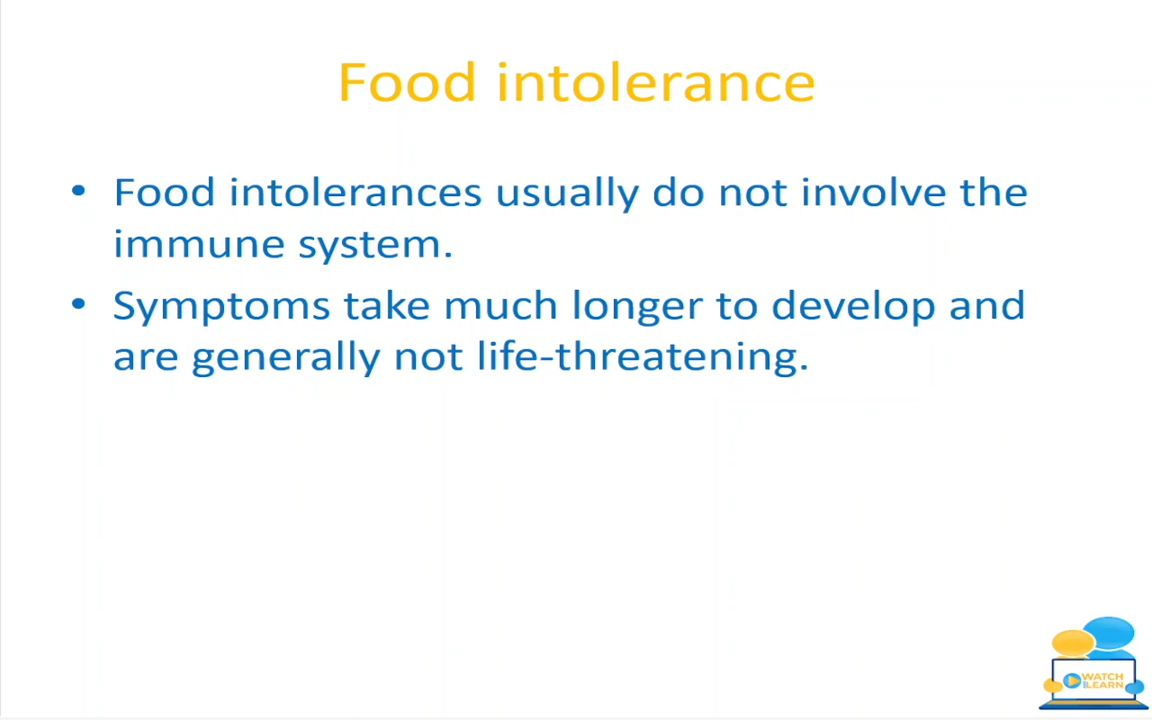 Food intolerance
• Food intolerances usually do not involve the
immune system.
• Symptoms take much longer to develop and
are generally not life-threatening.
WATCH
AND LEARN